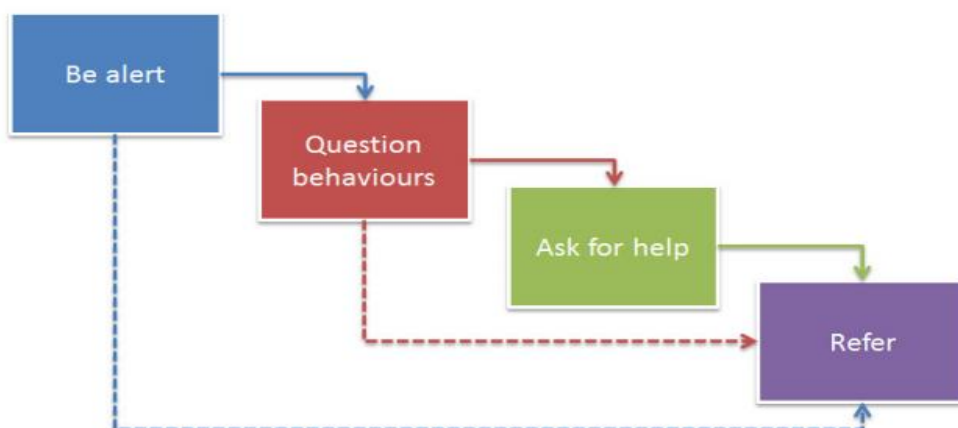 Be alert
Question
behaviours
Ask for help
Refer